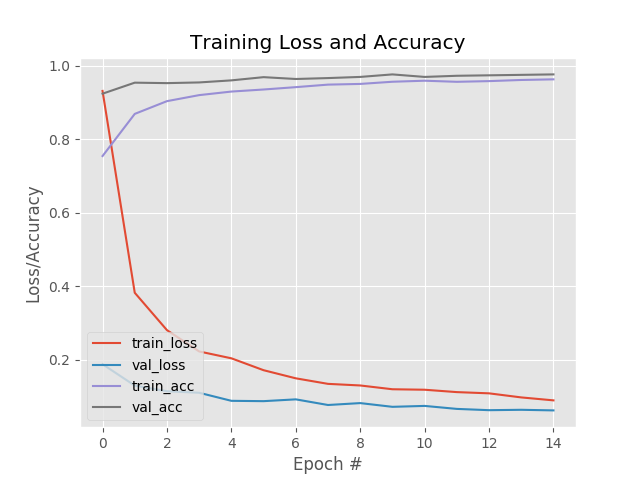 Training Loss and Accuracy
1.0
0.8
0.6
0.4
0.2
Loss/Accuracy
train_loss
val_loss
train_acc
val_acc
0 2 4 6 8 10 12 14
Epoch #